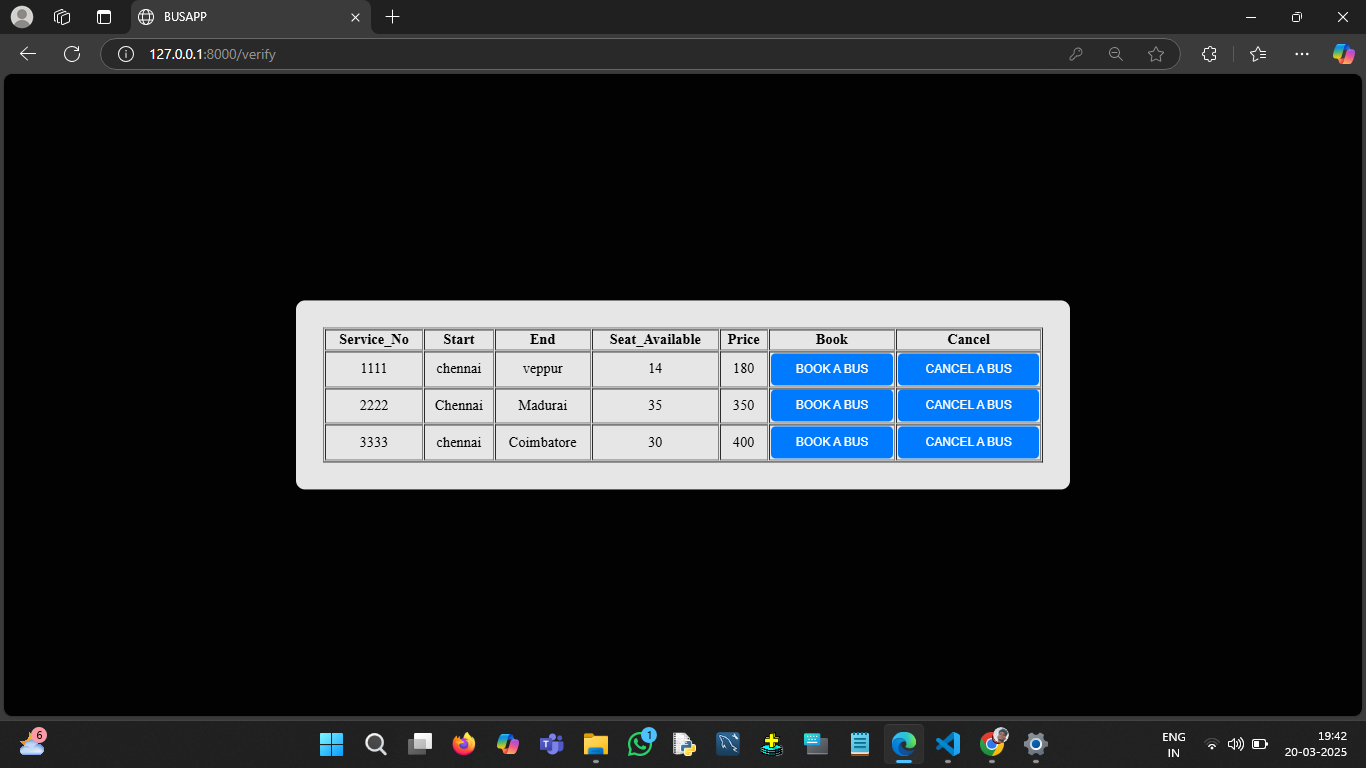 BUSAPP
127.0.0.1:8000/verify
Service_No Start End Seat_Available Price Book Cancel
1111 chennai veppur 14 180 BOOK A BUS CANCEL A BUS
2222 Chennai Madurai 35 350 BOOK A BUS CANCEL A BUS
3333 chennai Coimbatore 30 400 BOOK A BUS CANCEL A BUS
6
1
ENG
IN
19:42
20-03-2025